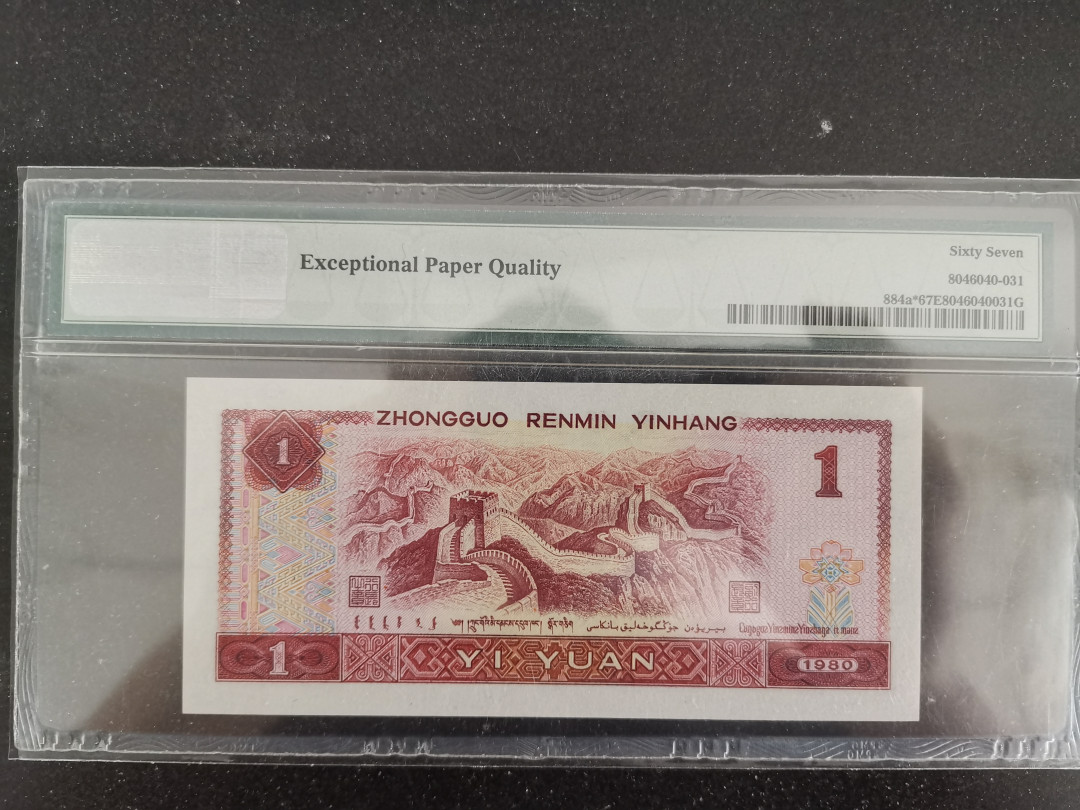 Exceptional Paper Quality
Sixty Seven
8046040-031
884a*67E8046040031G
ZHONGGUO RENMIN YINHANG
1
1
1 YI YUAN 1980